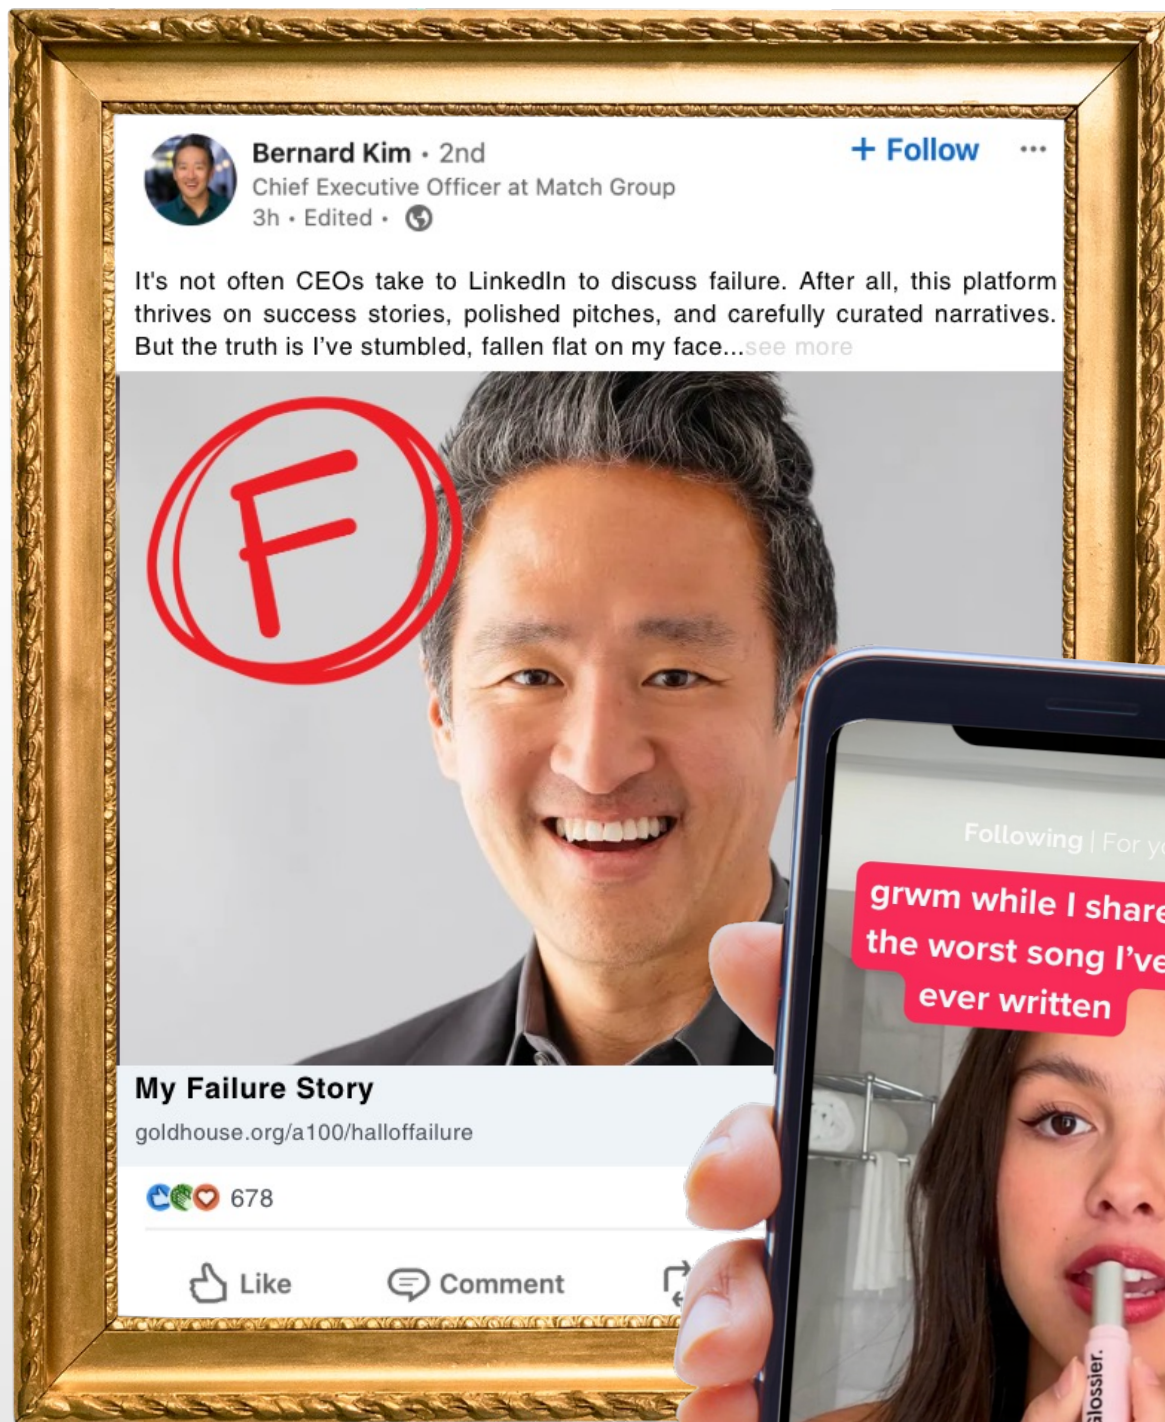 Bernard Kim • 2nd
+ Follow
Chief Executive Officer at Match Group
3h • Edited •
It's not often CEOs take to LinkedIn to discuss failure. After all, this platform
thrives on success stories, polished pitches, and carefully curated narratives.
But the truth is I’ve stumbled, fallen flat on my face...see more
F
My Failure Story
goldhouse.org/a100/halloffailure
678
Like
Comment
Following | For yo
grwm while I share
the worst song I’ve
ever written
lossier.